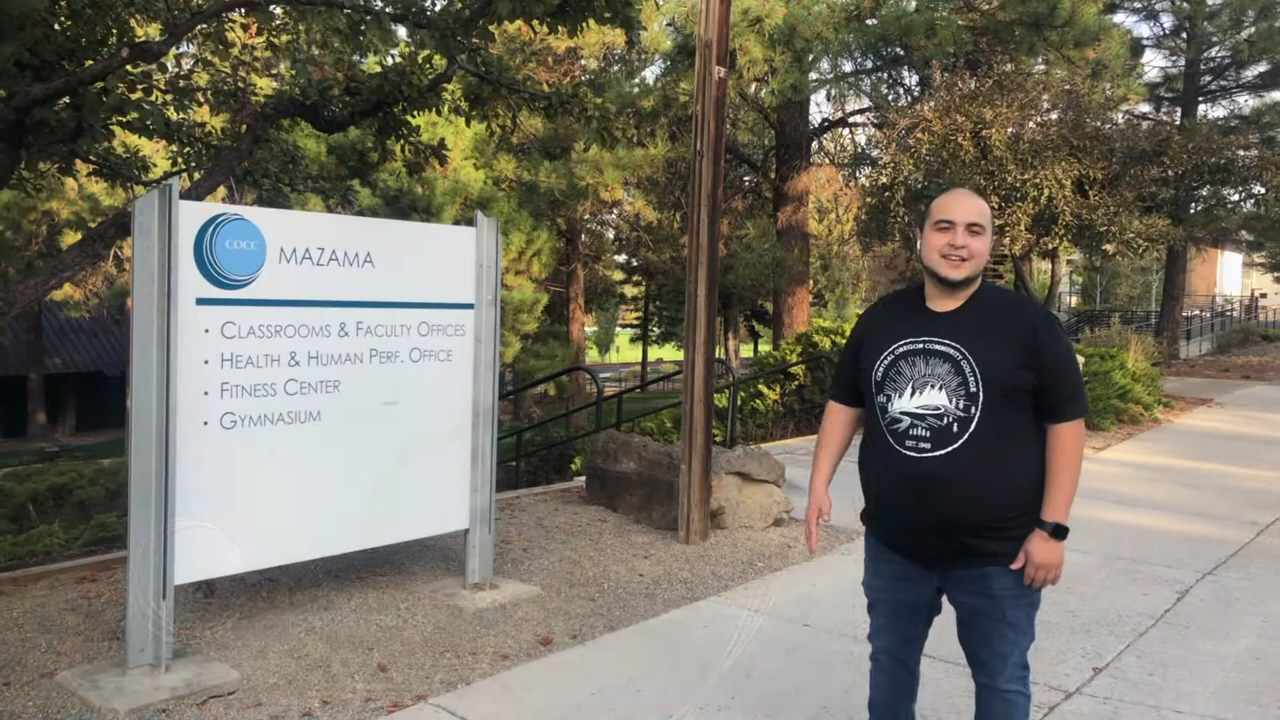 COCC
MAZAMA
• CLASSROOMS & FACULTY OFFICES
• HEALTH & HUMAN PERF. OFFICE
• FITNESS CENTER
• GYMNASIUM
CENTRAL OREGON COMMUNITY COLLEGE
EST. 1949